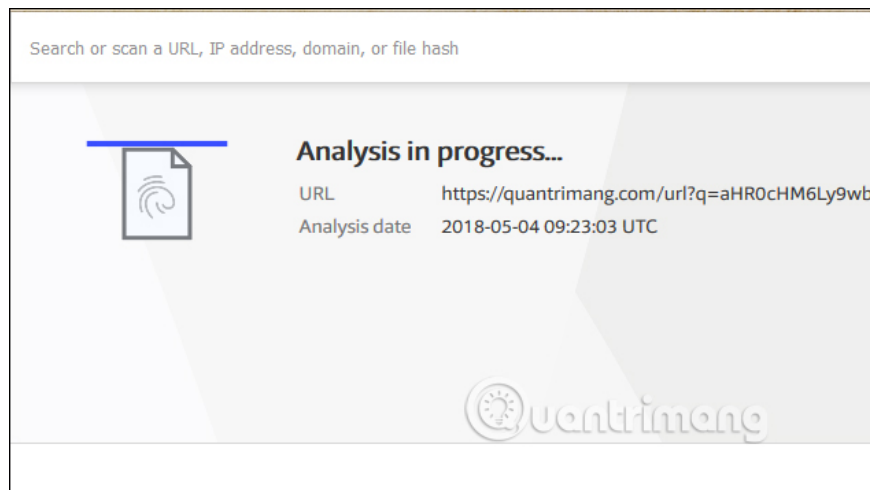 Search or scan a URL, IP address, domain, or file hash
Analysis in progress...
URL https://quantrimang.com/url?q=aHR0cHM6Ly9wb
Analysis date 2018-05-04 09:23:03 UTC
Quantrimang